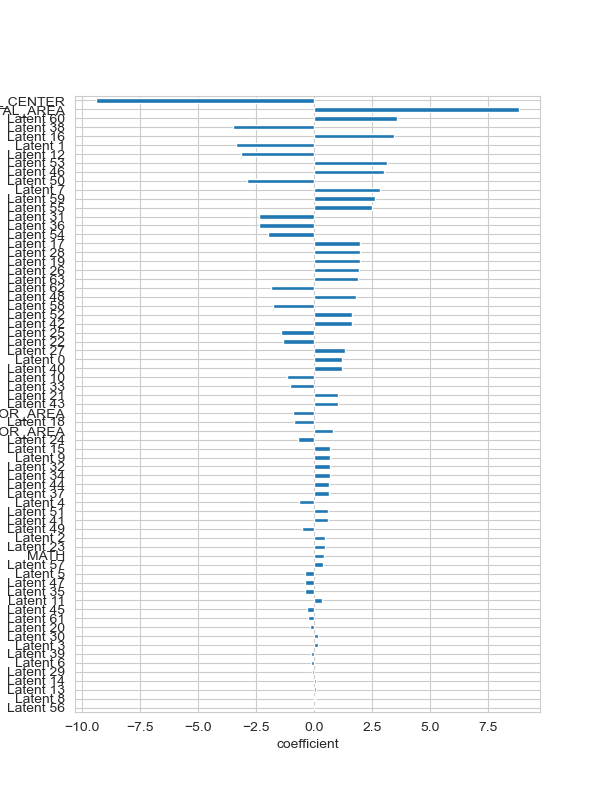 _CENTER
AL_AREA
Latent 60
Latent 38
Latent 16
Latent 1
Latent 12
Latent 53
Latent 46
Latent 50
Latent 7
Latent 59
Latent 55
Latent 31
Latent 36
Latent 54
Latent 17
Latent 28
Latent 19
Latent 26
Latent 63
Latent 62
Latent 48
Latent 58
Latent 52
Latent 42
Latent 25
Latent 22
Latent 27
Latent 0
Latent 40
Latent 10
Latent 33
Latent 21
Latent 43
OR_AREA
Latent 18
OR_AREA
Latent 24
Latent 15
Latent 9
Latent 32
Latent 34
Latent 44
Latent 37
Latent 4
Latent 51
Latent 41
Latent 49
Latent 2
Latent 23
MATH
Latent 57
Latent 5
Latent 47
Latent 35
Latent 11
Latent 45
Latent 61
Latent 20
Latent 30
Latent 3
Latent 39
Latent 6
Latent 29
Latent 14
Latent 13
Latent 8
Latent 56
−10.0 −7.5 −5.0 −2.5 0.0 2.5 5.0 7.5
coefficient